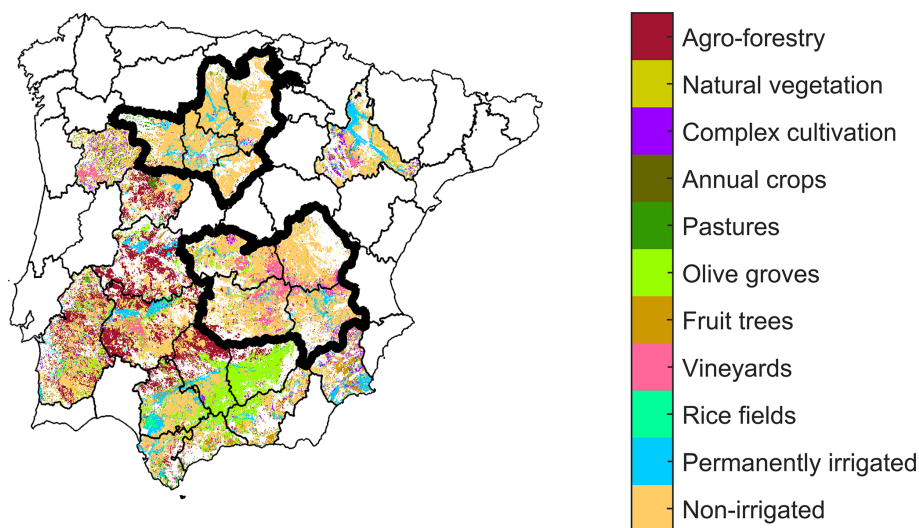 Agro-forestry
Natural vegetation
Complex cultivation
Annual crops
Pastures
Olive groves
Fruit trees
Vineyards
Rice fields
Permanently irrigated
Non-irrigated